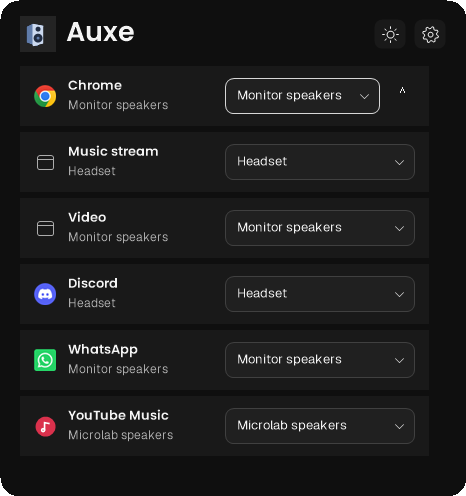 Auxe
Chrome
Monitor speakers
Monitor speakers
Music stream
Headset
Headset
Video
Monitor speakers
Monitor speakers
Discord
Headset
Headset
WhatsApp
Monitor speakers
Monitor speakers
YouTube Music
Microlab speakers
Microlab speakers